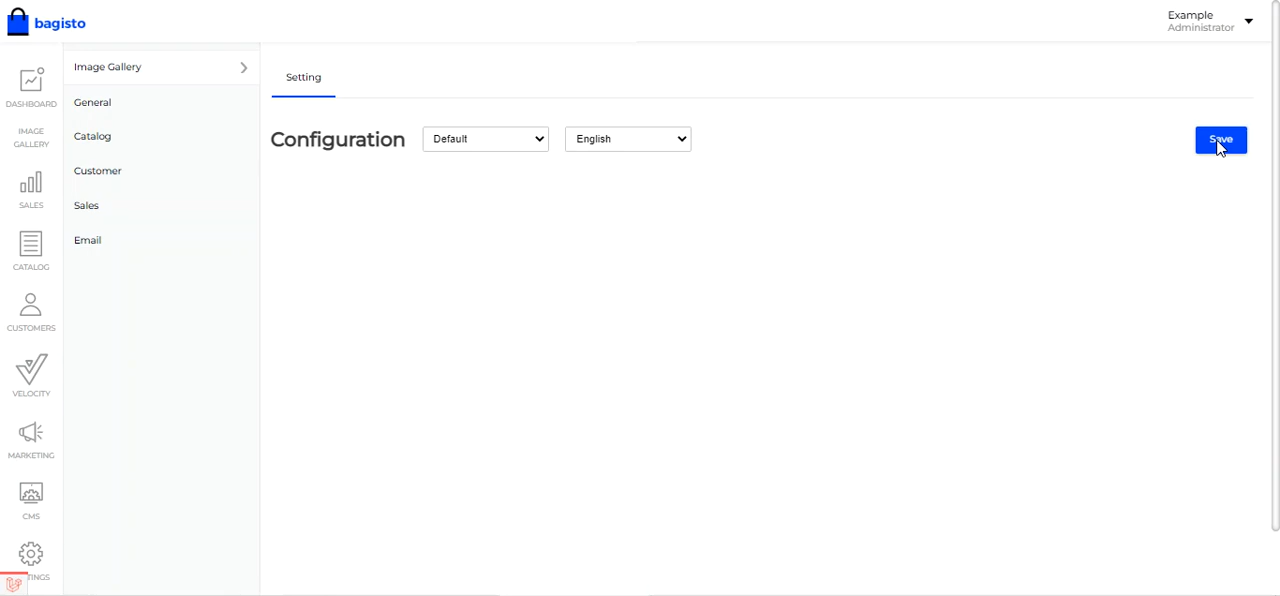 bagisto
Example
Administrator
DASHBOARD
IMAGE
GALLERY
SALES
CATALOG
CUSTOMERS
VELOCITY
MARKETING
CMS
TINGS
Image Gallery
General
Catalog
Customer
Sales
Email
Setting
Configuration
Default
English
Save